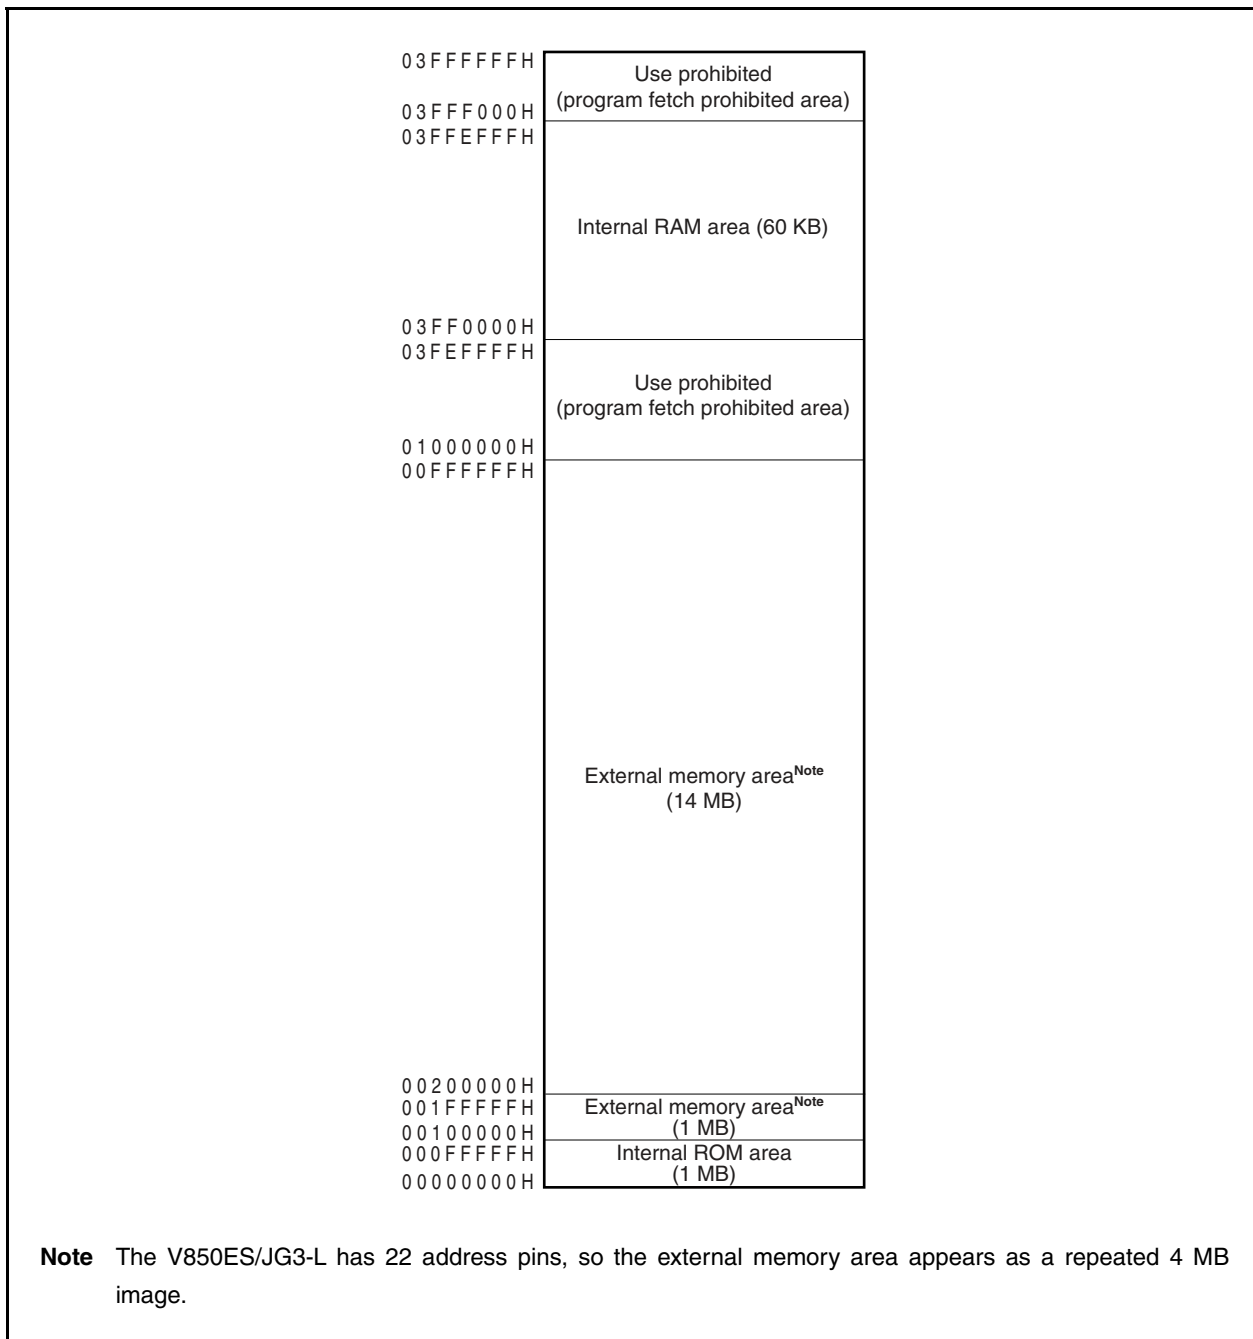 03FFFFFFH
Use prohibited
(program fetch prohibited area)
03FFF000H
03FFEFFFH
Internal RAM area (60 KB)
03FF0000H
03FEFFFFH
Use prohibited
(program fetch prohibited area)
01000000H
00FFFFFFH
External memory areaNote
(14 MB)
00200000H
001FFFFFH
External memory areaNote
(1 MB)
00100000H
000FFFFFH
Internal ROM area
(1 MB)
00000000H
Note The V850ES/JG3-L has 22 address pins, so the external memory area appears as a repeated 4 MB
image.